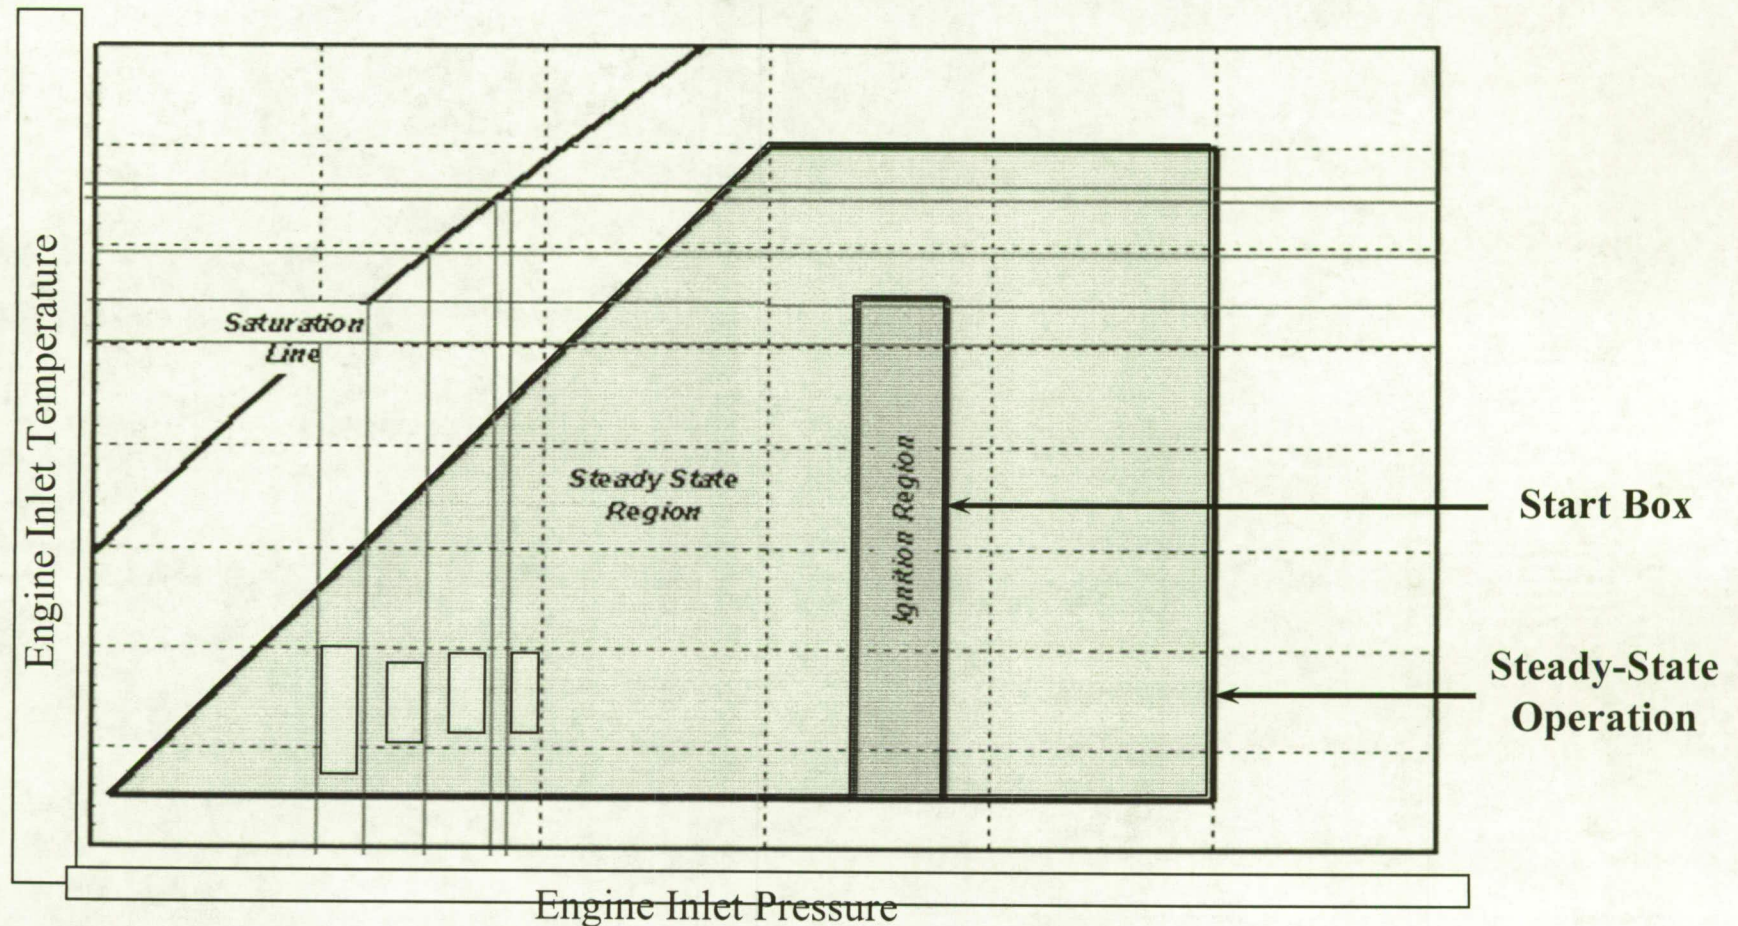 Engine Inlet Temperature
Saturation
Line
Steady State
Region
Ignition Region
Start Box
Steady-State
Operation
Engine Inlet Pressure